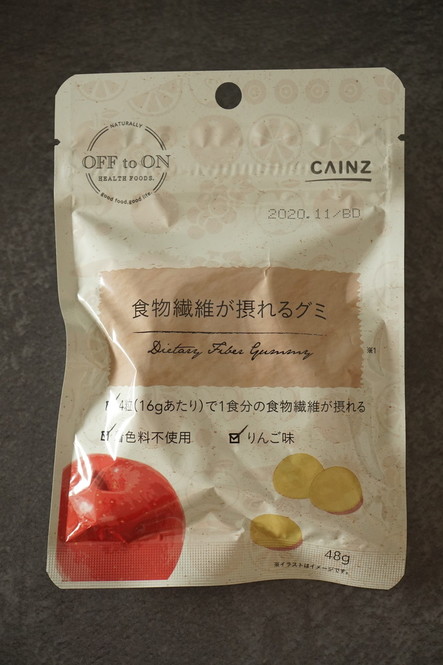 NATURALLY
OFF to ON
HEALTH FOODS.
good food, good live.
CAINZ
2020.11/BD
食物繊維が摂れるグミ
Dietary Fiber Gummy
※1
4粒(16gあたり)で1食分の食物繊維が摂れる
着色料不使用
りんご味
48g
※イラストはイメージです。